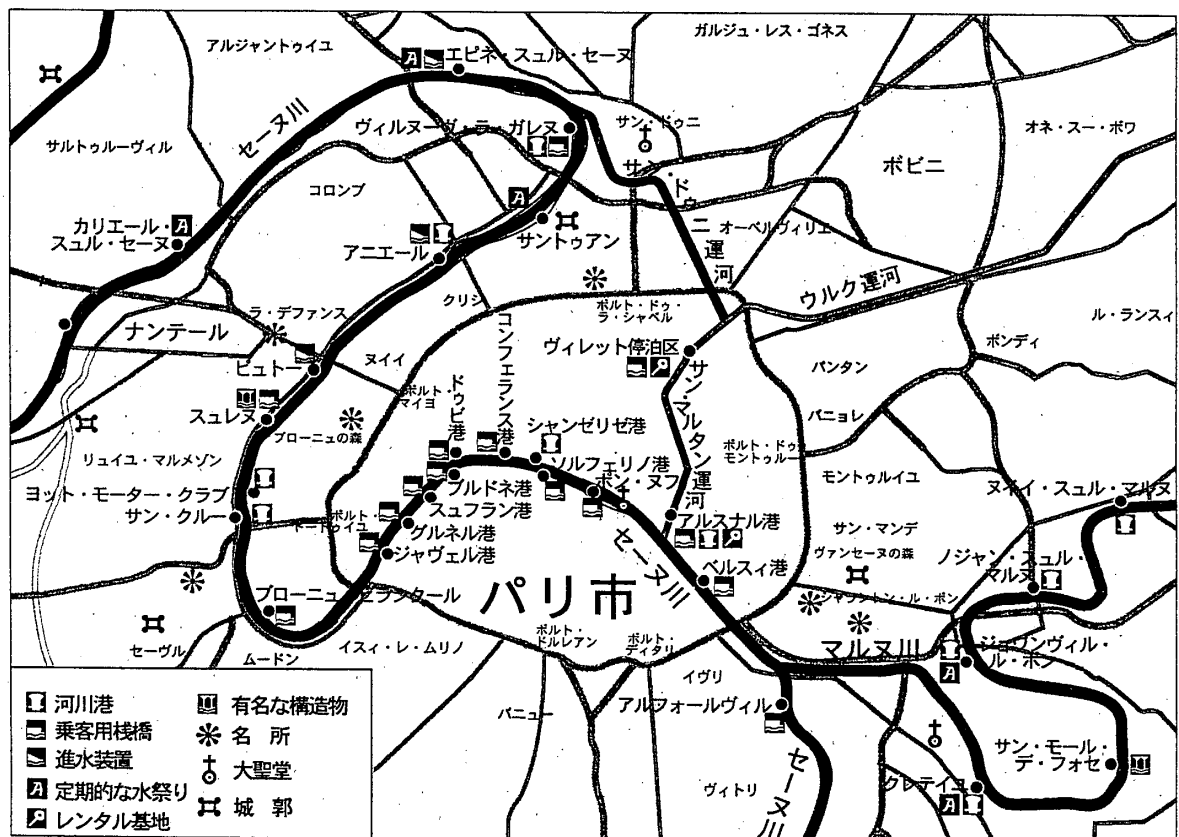 アルジャントゥイユ
ガルジュ・レス・ゴネス
エピネ・スュル・セーヌ
セーヌ川
ヴィルヌーヴ・ラ・ガレヌ
サン・ドゥニ
オネ・スー・ボワ
サルトゥルーヴィル
ボビニ
コロンブ
サン・ドゥニ運河
カリエール・
スュル・セーヌ
サントゥアン
オーベルヴィリエ
アニエール
ウルク運河
クリシ
ラ・デファンス
ポルト・ドゥ・
ラ・シャペル
ナンテール
ル・ランスィ
ヌイイ
コンフェランス港
ヴィレット停泊区
ボンディ
ピュトー
パンタン
ポルト・
マイヨ
ドゥビ港
サン・マルタン運河
スュレヌ
バニョレ
ブローニュの森
シャンゼリゼ港
ポルト・ドゥ・
モントゥルー
リュイユ・マルメゾン
ソルフェリノ港
モントゥルイユ
ヨット・モーター・クラブ
ブルドネ港
ポン・ヌフ
ヌイイ・スュル・マルヌ
サン・クルー
スュフラン港
アルスナル港
サン・マンデ
グルネル港
セーヌ川
ヴァンセーヌの森
ノジャン・スュル・
マルヌ
ジャヴェル港
ベルスィ港
パリ市
ブローニュ
シャラントン・ル・ポン
ポルト・
ドルレアン
ポルト・
ディタリ
マルヌ川
ジョワンヴィル・
ル・ポン
セーヴル
イスィ・レ・ムリノ
ムードン
イヴリ
バニュー
アルフォールヴィル
サン・モール・
デ・フォセ
セーヌ川
クレテイユ
ヴィトリ
河川港
乗客用桟橋
進水装置
A 定期的な水祭り
レンタル基地
有名な構造物
名 所
大聖堂
城 郭
A
A
A
A
A